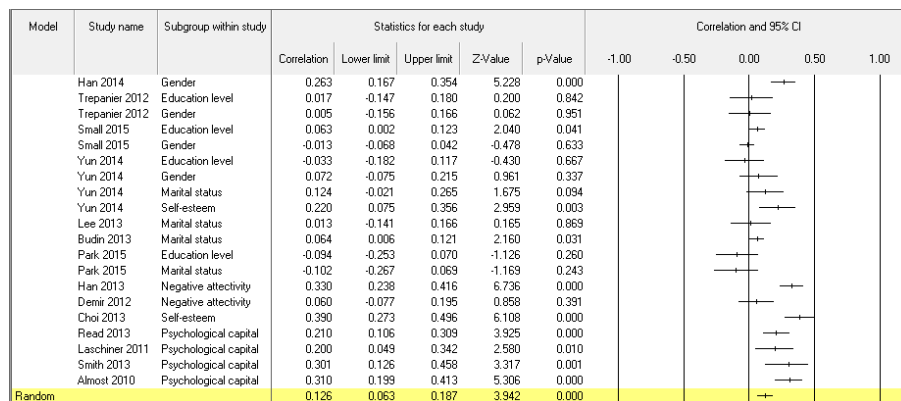 Model Study name Subgroup within study Statistics for each study Correlation and 95% CI
Correlation Lower limit Upper limit Z-Value p-Value -1.00 -0.50 0.00 0.50 1.00
Han 2014 Gender 0.263 0.167 0.354 5.228 0.000
Trepanier 2012 Education level 0.017 -0.147 0.180 0.200 0.842
Trepanier 2012 Gender 0.005 -0.156 0.166 0.062 0.951
Small 2015 Education level 0.063 0.002 0.123 2.040 0.041
Small 2015 Gender -0.013 -0.068 0.042 -0.478 0.633
Yun 2014 Education level -0.033 -0.182 0.117 -0.430 0.667
Yun 2014 Gender 0.072 -0.075 0.215 0.961 0.337
Yun 2014 Marital status 0.124 -0.021 0.265 1.675 0.094
Yun 2014 Self-esteem 0.220 0.075 0.356 2.959 0.003
Lee 2013 Marital status 0.013 -0.141 0.166 0.165 0.869
Budin 2013 Marital status 0.064 0.006 0.121 2.160 0.031
Park 2015 Education level -0.094 -0.253 0.070 -1.126 0.260
Park 2015 Marital status -0.102 -0.267 0.069 -1.169 0.243
Han 2013 Negative attectivity 0.330 0.238 0.416 6.736 0.000
Demir 2012 Negative attectivity 0.060 -0.077 0.195 0.858 0.391
Choi 2013 Self-esteem 0.390 0.273 0.496 6.108 0.000
Read 2013 Psychological capital 0.210 0.106 0.309 3.925 0.000
Laschiner 2011 Psychological capital 0.200 0.049 0.342 2.580 0.010
Smith 2013 Psychological capital 0.301 0.126 0.458 3.317 0.001
Almost 2010 Psychological capital 0.310 0.199 0.413 5.306 0.000
Random 0.126 0.063 0.187 3.942 0.000